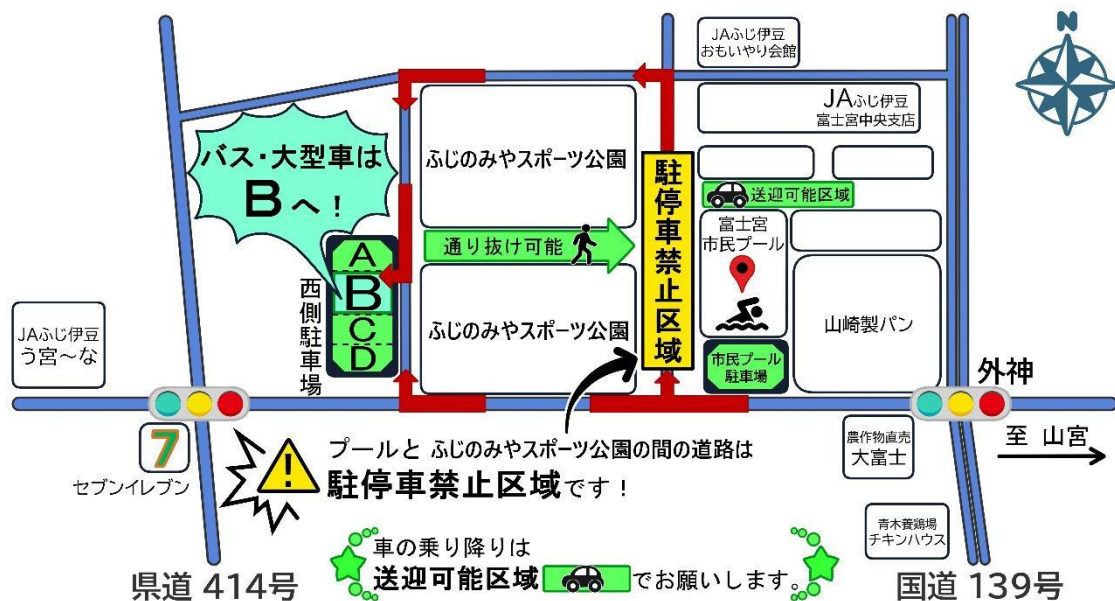 N
JAふじ伊豆
おもいやり会館
JAふじ伊豆
富士宮中央支店
バス・大型車は
Bへ!
ふじのみやスポーツ公園
駐停車禁止区域
送迎可能区域
富士宮
市民プール
通り抜け可能
A
B
C
D
西側駐車場
JAふじ伊豆
う宮~な
ふじのみやスポーツ公園
山崎製パン
市民プール
駐車場
外神
至 山宮
7
セブンイレブン
プールと ふじのみやスポーツ公園の間の道路は
駐停車禁止区域です!
農作物直売
大富士
青木養鶏場
チキンハウス
車の乗り降りは
送迎可能区域 でお願いします。
県道 414号
国道 139号